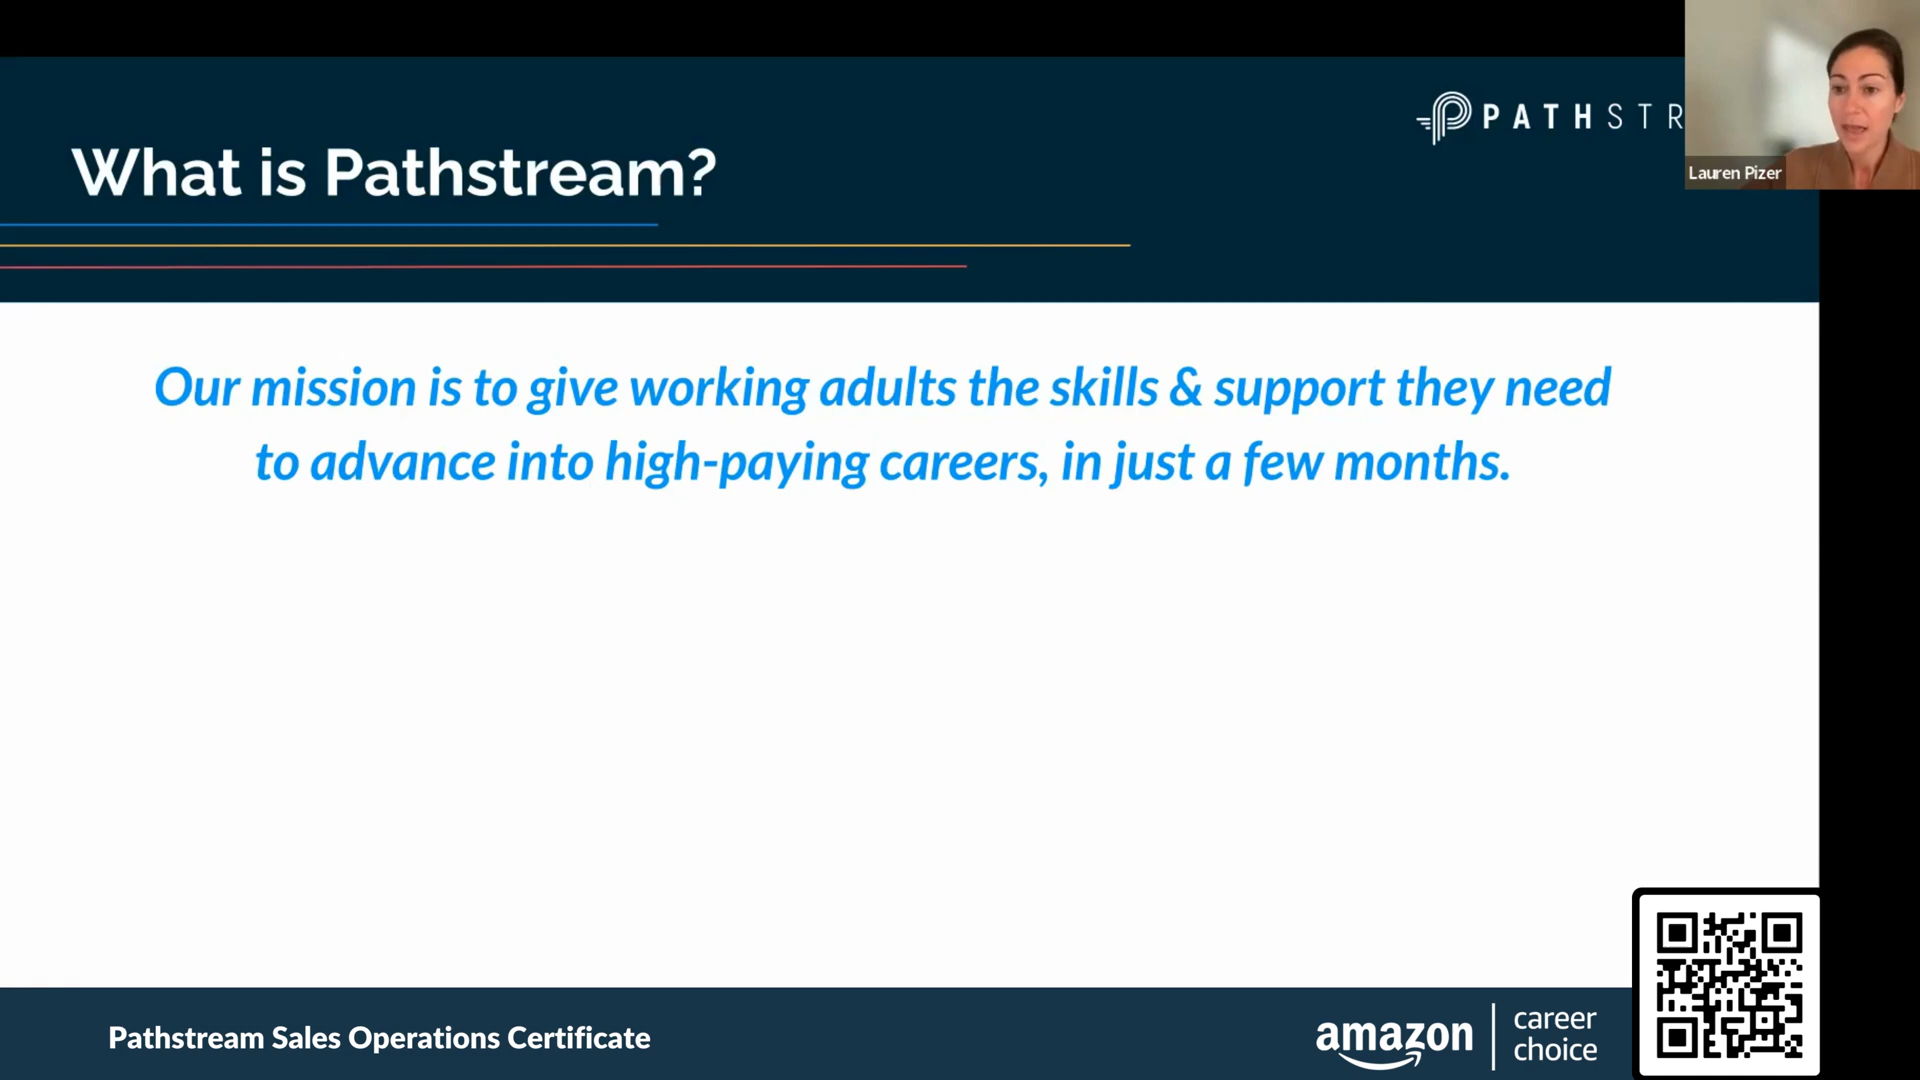 PATHSTR
Lauren Pizer
What is Pathstream?
Our mission is to give working adults the skills & support they need
to advance into high-paying careers, in just a few months.
Pathstream Sales Operations Certificate
amazon
career
choice